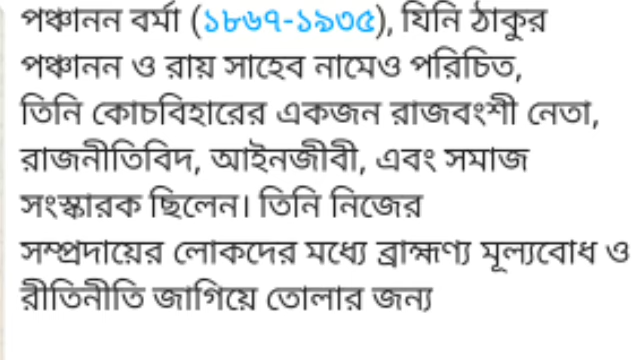 পঞ্চানন বর্মা (১৮৬৭-১৯৩৫), যিনি ঠাকুর
পঞ্চানন ও রায় সাহেব নামেও পরিচিত,
তিনি কোচবিহারের একজন রাজবংশী নেতা,
রাজনীতিবিদ, আইনজীবী, এবং সমাজ
সংস্কারক ছিলেন। তিনি নিজের
সম্প্রদায়ের লোকদের মধ্যে ব্রাহ্মণ্য মূল্যবোধ ও
রীতিনীতি জাগিয়ে তোলার জন্য